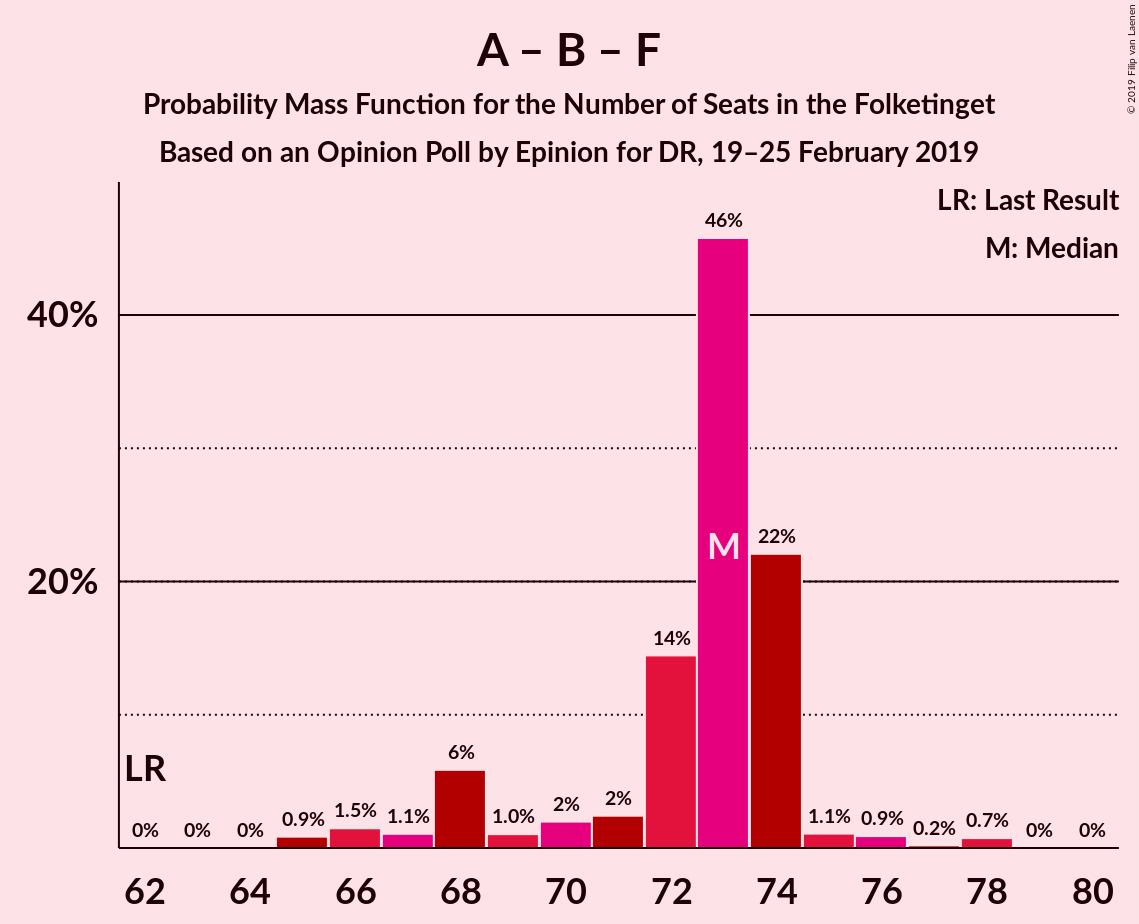 A – B – F
Probability Mass Function for the Number of Seats in the Folketinget
Based on an Opinion Poll by Epinion for DR, 19–25 February 2019
© 2019 Filip van Laenen
LR: Last Result
M: Median
40%
20%
LR
M
0%
0%
0%
0.9%
1.5%
1.1%
6%
1.0%
2%
2%
14%
46%
22%
1.1%
0.9%
0.2%
0.7%
0%
0%
62 64 66 68 70 72 74 76 78 80